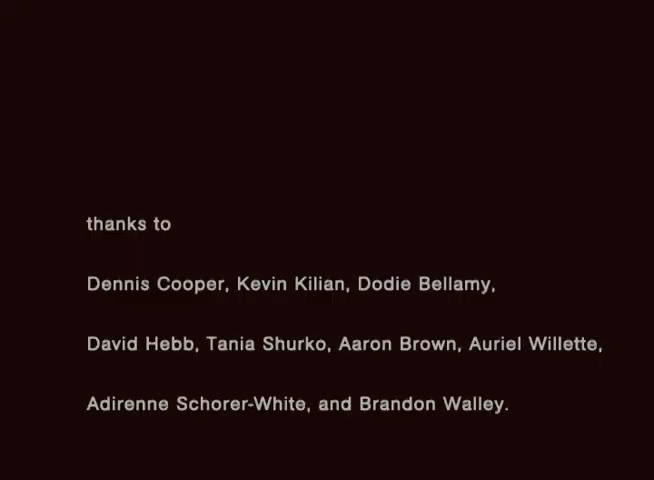 thanks to
Dennis Cooper, Kevin Kilian, Dodie Bellamy,
David Hebb, Tania Shurko, Aaron Brown, Auriel Willette,
Adirenne Schorer-White, and Brandon Walley.